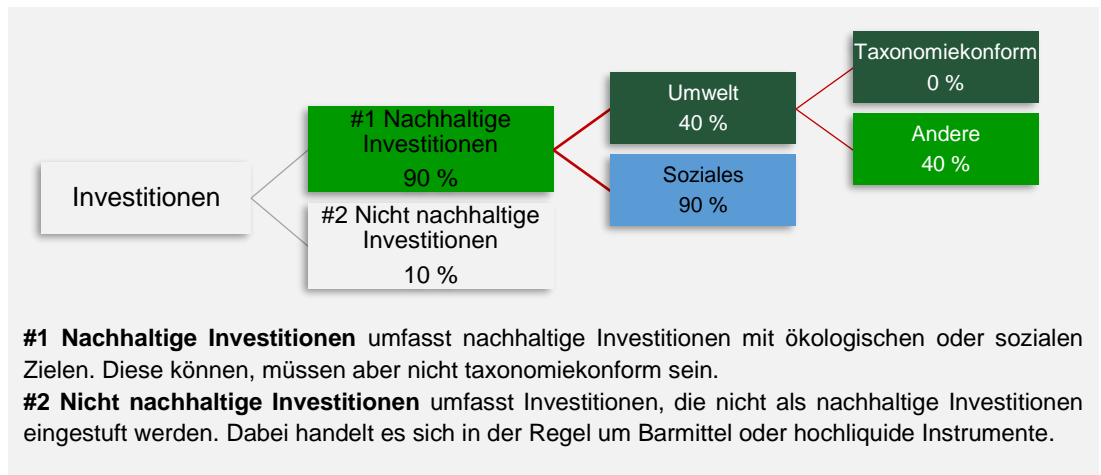 Investitionen
#1 Nachhaltige
Investitionen
90 %
#2 Nicht nachhaltige
Investitionen
10 %
Umwelt
40 %
Soziales
90 %
Taxonomiekonform
0 %
Andere
40 %
#1 Nachhaltige Investitionen umfasst nachhaltige Investitionen mit ökologischen oder sozialen
Zielen. Diese können, müssen aber nicht taxonomiekonform sein.
#2 Nicht nachhaltige Investitionen umfasst Investitionen, die nicht als nachhaltige Investitionen
eingestuft werden. Dabei handelt es sich in der Regel um Barmittel oder hochliquide Instrumente.